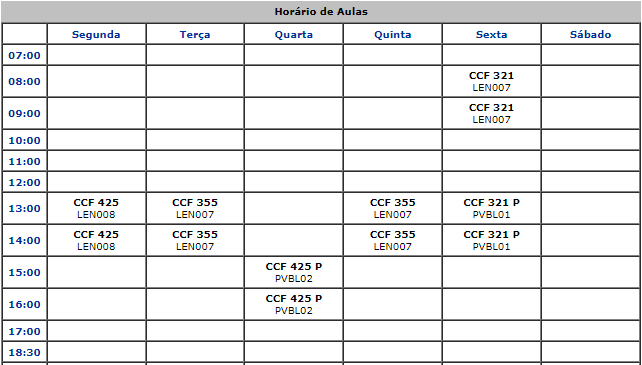 Horário de Aulas
Segunda Terça Quarta Quinta Sexta Sábado
07:00
08:00 CCF 321
LEN007
09:00 CCF 321
LEN007
10:00
11:00
12:00
13:00 CCF 425 CCF 355 CCF 355 CCF 321 P
LEN008 LEN007 LEN007 PVBL01
14:00 CCF 425 CCF 355 CCF 355 CCF 321 P
LEN008 LEN007 LEN007 PVBL01
15:00 CCF 425 P
PVBL02
16:00 CCF 425 P
PVBL02
17:00
18:30